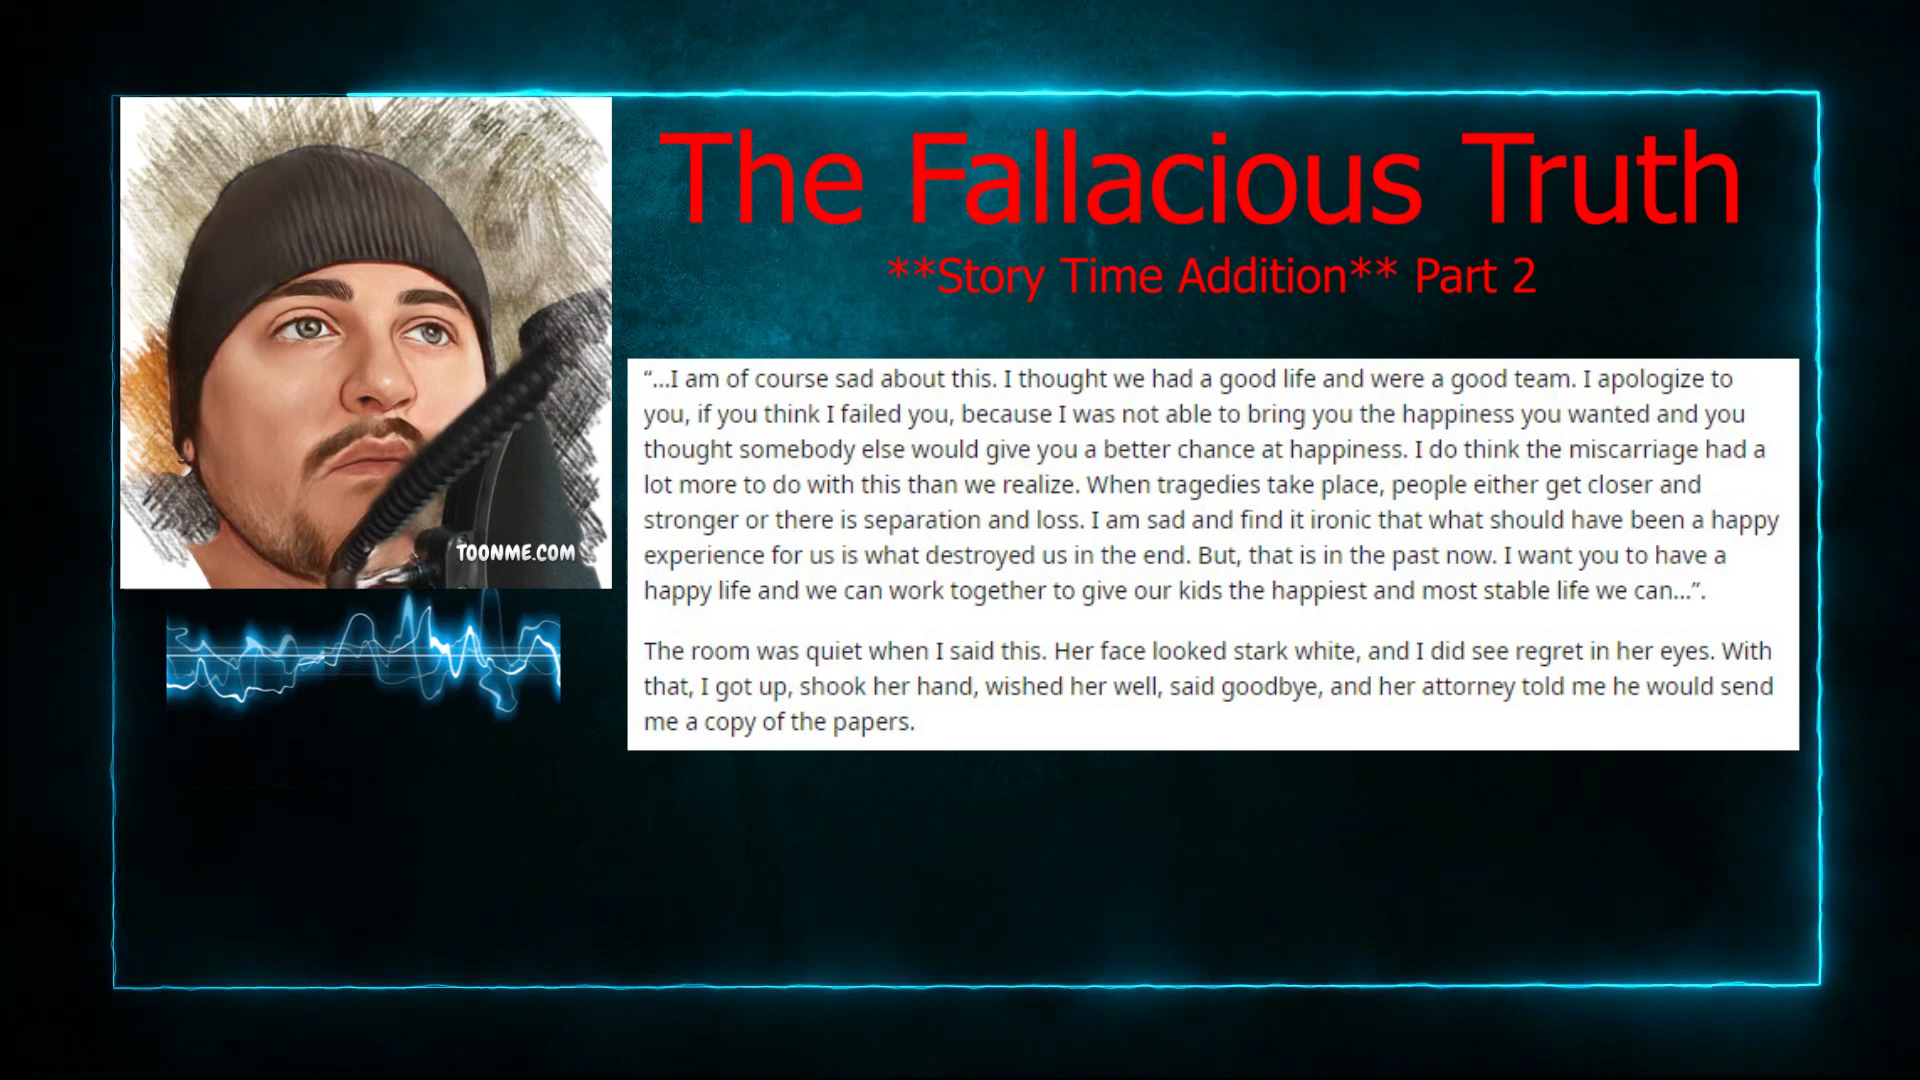 The Fallacious Truth
**Story Time Addition** Part 2
“...I am of course sad about this. I thought we had a good life and were a good team. I apologize to
you, if you think I failed you, because I was not able to bring you the happiness you wanted and you
thought somebody else would give you a better chance at happiness. I do think the miscarriage had a
lot more to do with this than we realize. When tragedies take place, people either get closer and
stronger or there is separation and loss. I am sad and find it ironic that what should have been a happy
experience for us is what destroyed us in the end. But, that is in the past now. I want you to have a
happy life and we can work together to give our kids the happiest and most stable life we can...”.
The room was quiet when I said this. Her face looked stark white, and I did see regret in her eyes. With
that, I got up, shook her hand, wished her well, said goodbye, and her attorney told me he would send
me a copy of the papers.
TOONME.COM